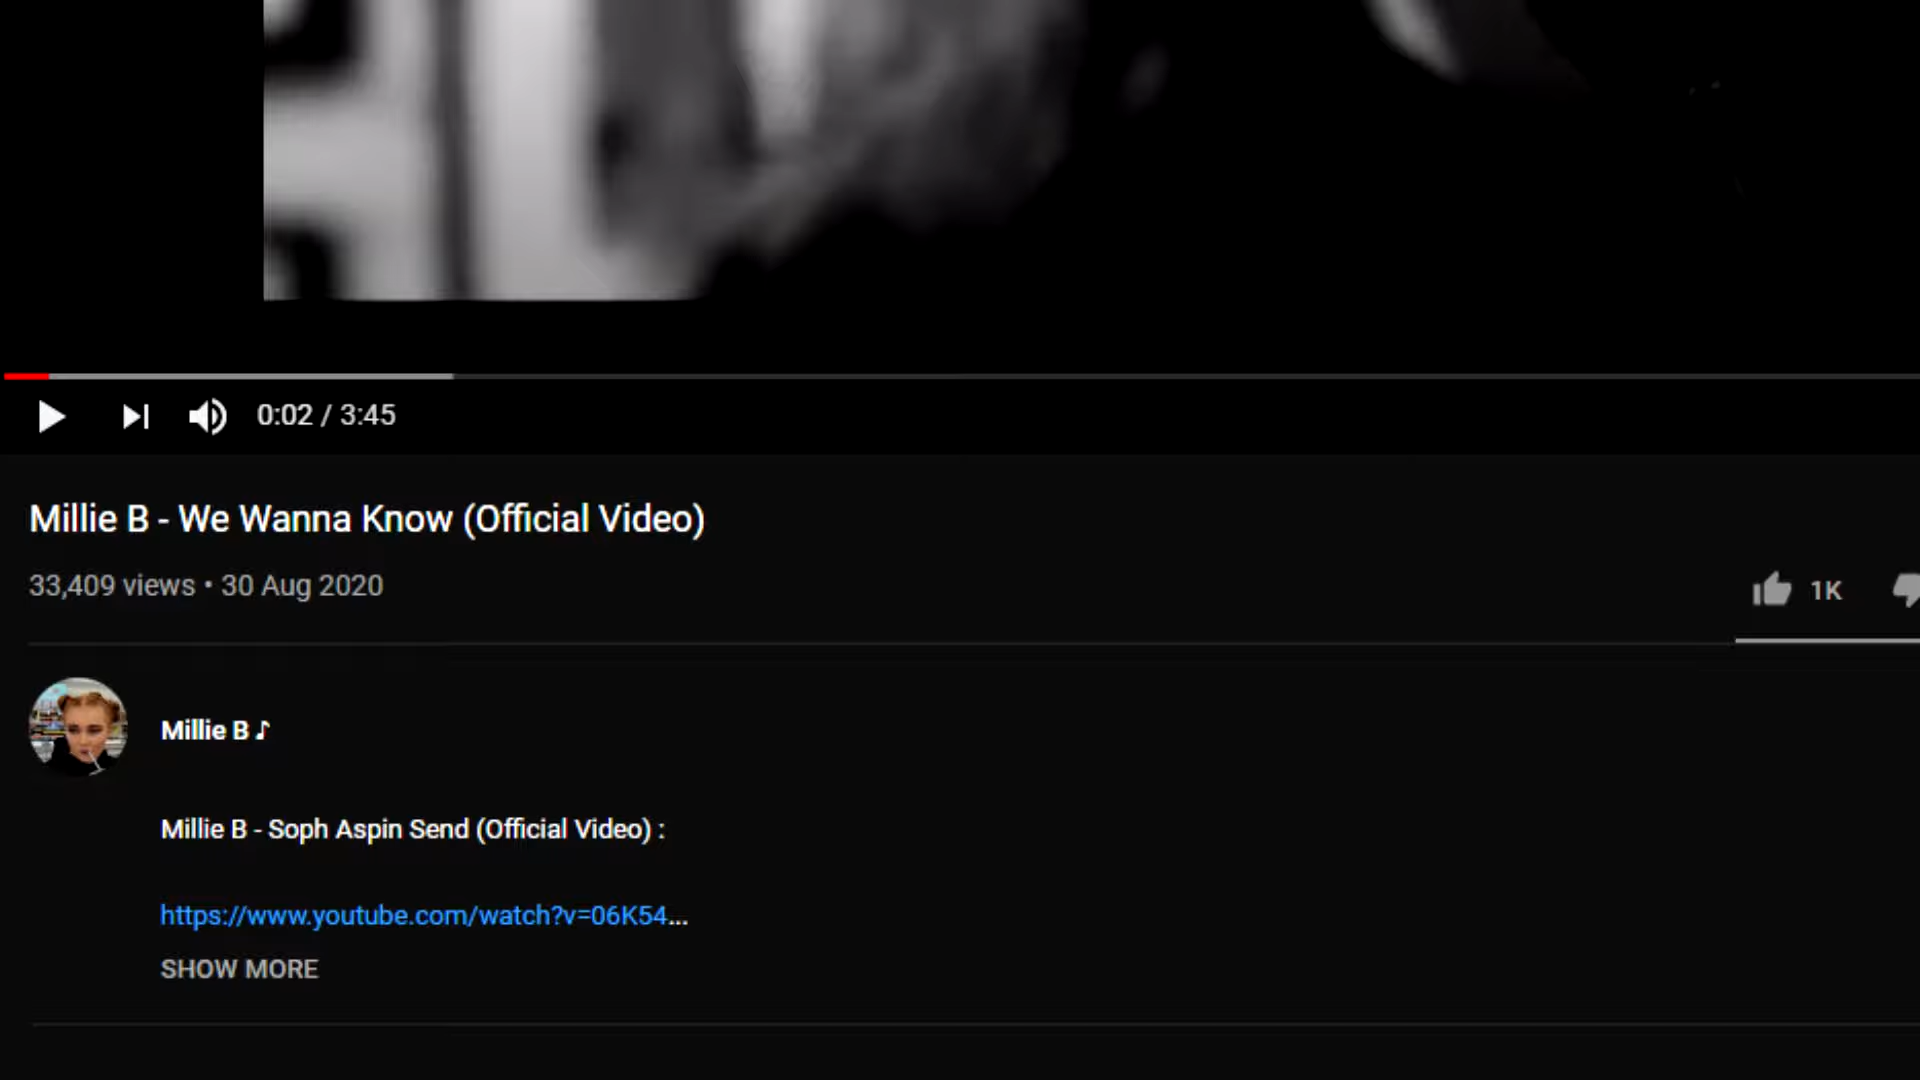 0:02 / 3:45
Millie B - We Wanna Know (Official Video)
33,409 views • 30 Aug 2020
1K
Millie B ♪
Millie B - Soph Aspin Send (Official Video) :
https://www.youtube.com/watch?v=06K54...
SHOW MORE